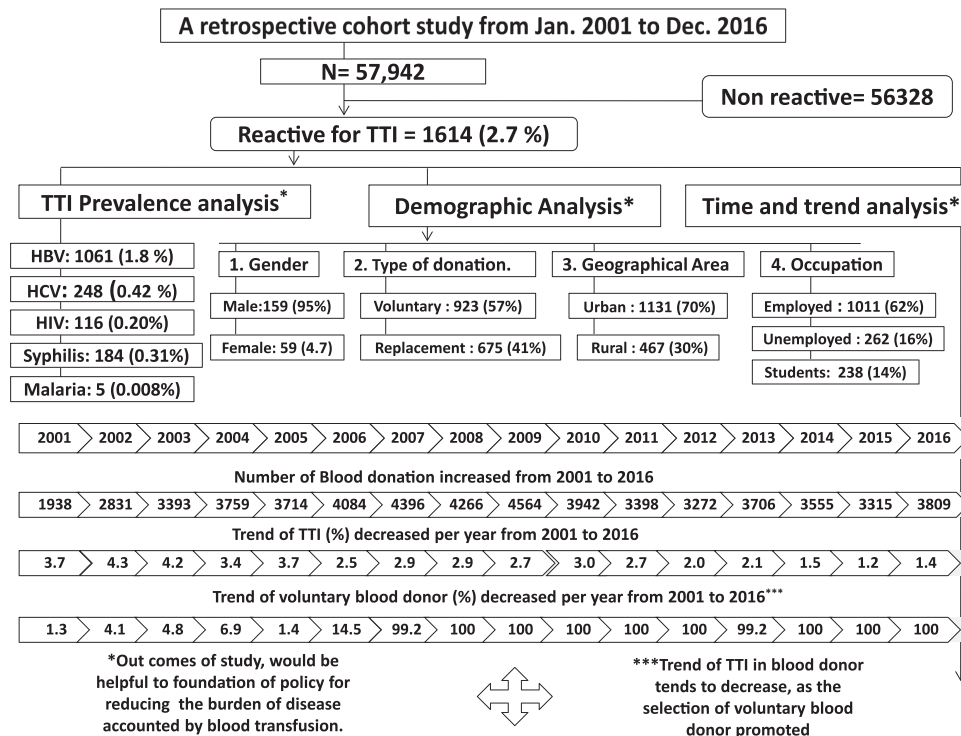 A retrospective cohort study from Jan. 2001 to Dec. 2016
N= 57,942
Non reactive= 56328
Reactive for TTI = 1614 (2.7 %)
TTI Prevalence analysis*
Demographic Analysis*
Time and trend analysis*
HBV: 1061 (1.8 %)
HCV: 248 (0.42 %)
HIV: 116 (0.20%)
Syphilis: 184 (0.31%)
Malaria: 5 (0.008%)
1. Gender
Male:159 (95%)
Female: 59 (4.7)
2. Type of donation.
Voluntary : 923 (57%)
Replacement : 675 (41%)
3. Geographical Area
Urban : 1131 (70%)
Rural : 467 (30%)
4. Occupation
Employed : 1011 (62%)
Unemployed : 262 (16%)
Students: 238 (14%)
2001 2002 2003 2004 2005 2006 2007 2008 2009 2010 2011 2012 2013 2014 2015 2016
Number of Blood donation increased from 2001 to 2016
1938 2831 3393 3759 3714 4084 4396 4266 4564 3942 3398 3272 3706 3555 3315 3809
Trend of TTI (%) decreased per year from 2001 to 2016
3.7 4.3 4.2 3.4 3.7 2.5 2.9 2.9 2.7 3.0 2.7 2.0 2.1 1.5 1.2 1.4
Trend of voluntary blood donor (%) decreased per year from 2001 to 2016***
1.3 4.1 4.8 6.9 1.4 14.5 99.2 100 100 100 100 100 99.2 100 100 100
*Out comes of study, would be
helpful to foundation of policy for
reducing the burden of disease
accounted by blood transfusion.
***Trend of TTI in blood donor
tends to decrease, as the
selection of voluntary blood
donor promoted